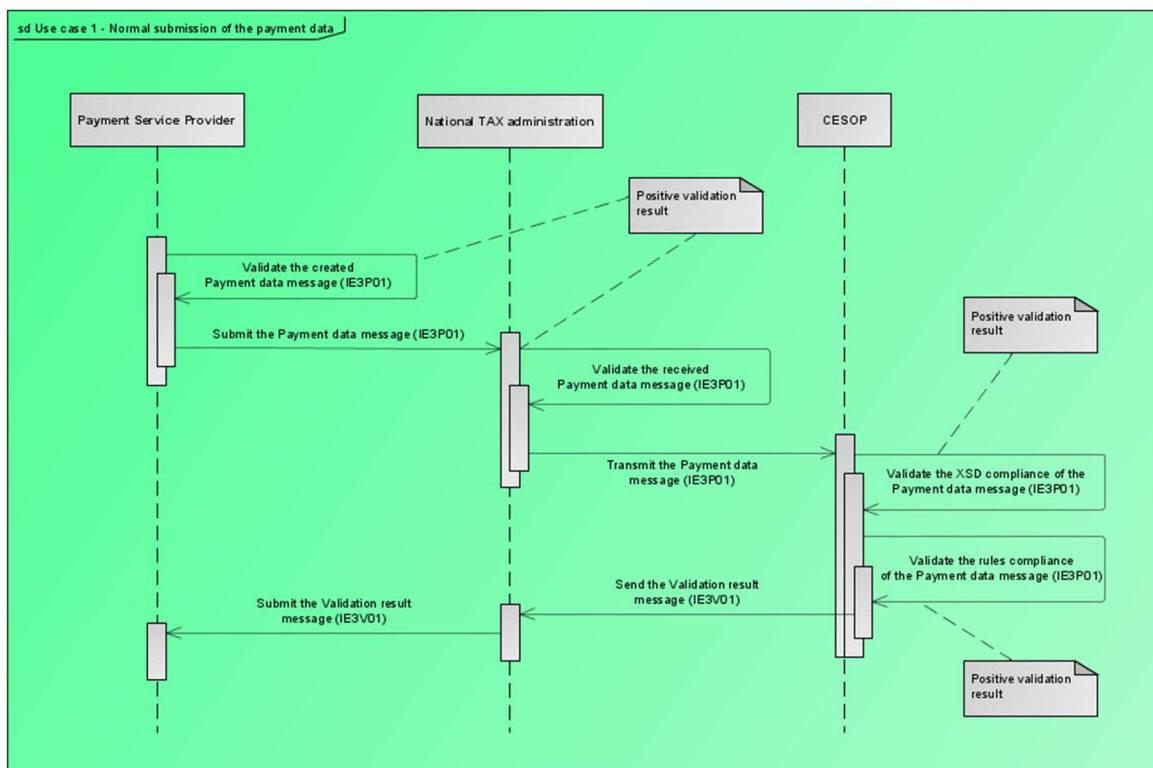 sd Use case 1 - Normal submission of the payment data
Payment Service Provider
National TAX administration
CESOP
Positive validation
result
Validate the created
Payment data message (IE3P01)
Submit the Payment data message (IE3P01)
Positive validation
result
Validate the received
Payment data message (IE3P01)
Transmit the Payment data
message (IE3P01)
Validate the XSD compliance of the
Payment data message (IE3P01)
Validate the rules compliance
of the Payment data message (IE3P01)
Send the Validation result
message (IE3V01)
Submit the Validation result
message (IE3V01)
Positive validation
result